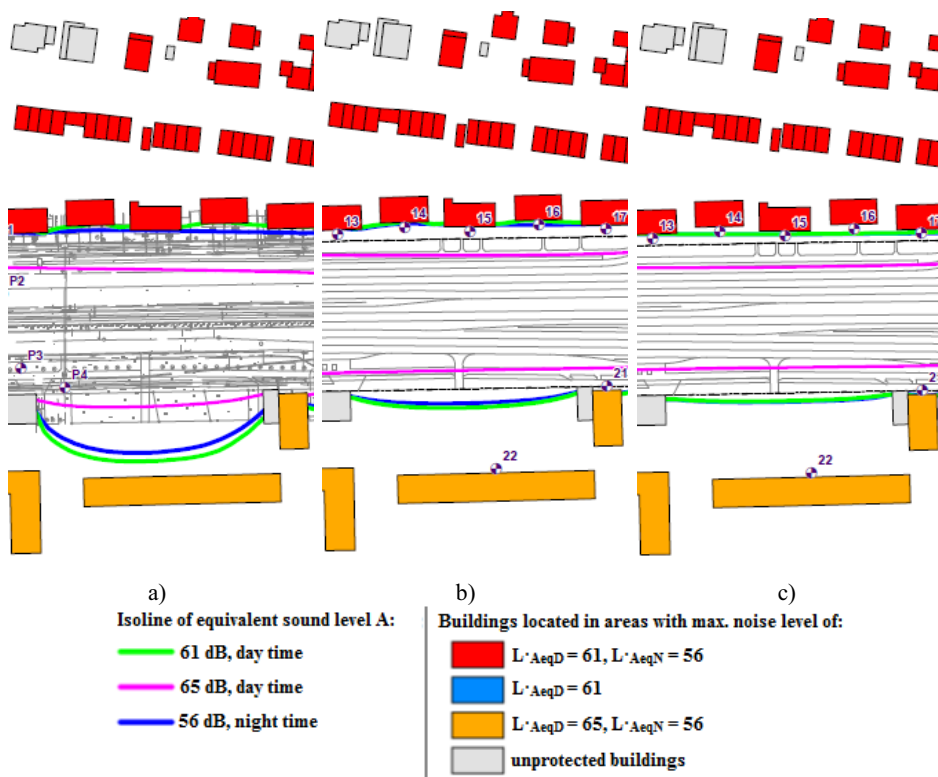 1
P2
P3
P4
13
14
15
16
17
21
22
13
14
15
16
17
2
22
a)
b)
c)
Isoline of equivalent sound level A:
61 dB, day time
65 dB, day time
56 dB, night time
Buildings located in areas with max. noise level of:
L·AeqD = 61, L·AeqN = 56
L·AeqD = 61
L·AeqD = 65, L·AeqN = 56
unprotected buildings